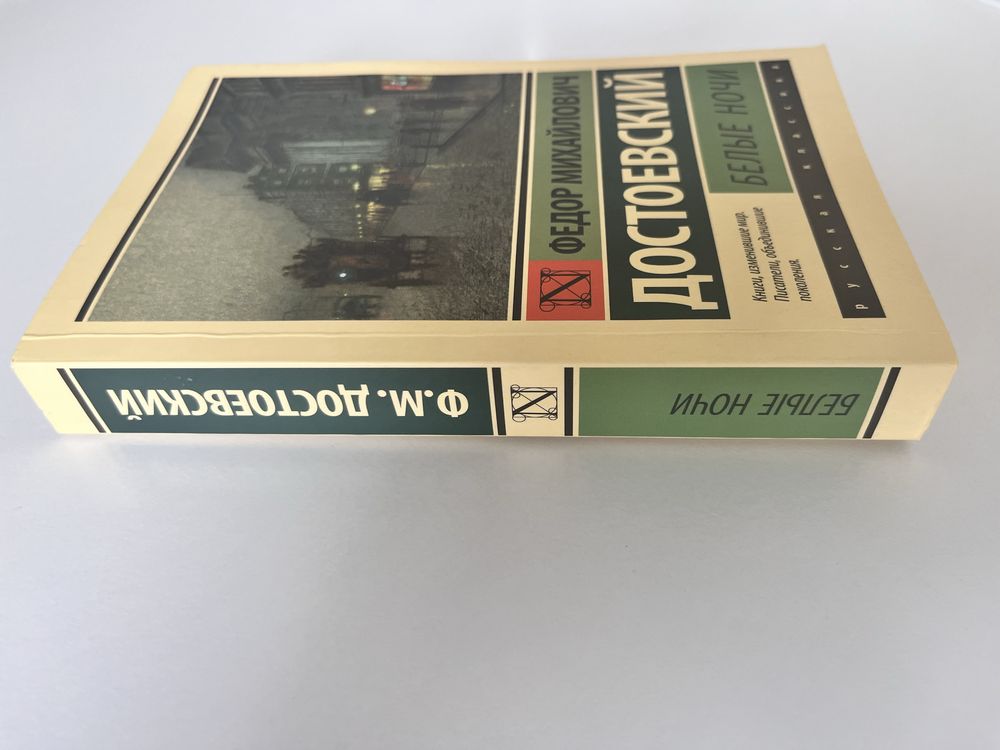 ФЕДОР МИХАЙЛОВИЧ
ДОСТОЕВСКИЙ
БЕЛЫЕ НОЧИ
Книги, изменившие мир.
Писатели, объединившие
поколения.
русская классика
Ф.М. ДОСТОЕВСКИЙ
БЕЛЫЕ НОЧИ